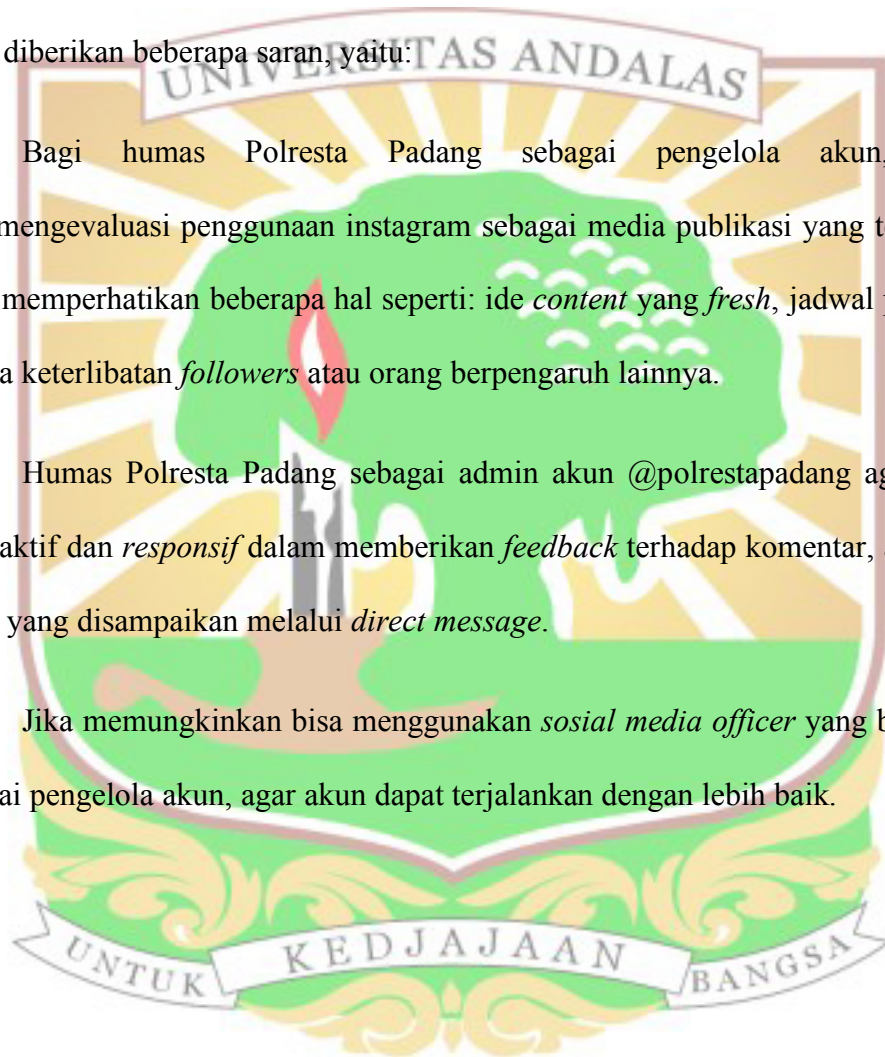 diberikan beberapa saran, yaitu:
UNIVERSITAS ANDALAS
Bagi humas Polresta Padang sebagai pengelola akun,
mengevaluasi penggunaan instagram sebagai media publikasi yang
memperhatikan beberapa hal seperti: ide content yang fresh, jadwal
keterlibatan followers atau orang berpengaruh lainnya.
Humas Polresta Padang sebagai admin akun @polrestapadang
aktif dan responsif dalam memberikan feedback terhadap komentar,
yang disampaikan melalui direct message.
Jika memungkinkan bisa menggunakan sosial media officer yang
pengelola akun, agar akun dapat terjalankan dengan lebih baik.
UNTUK KEDJAJAAN BANGSA